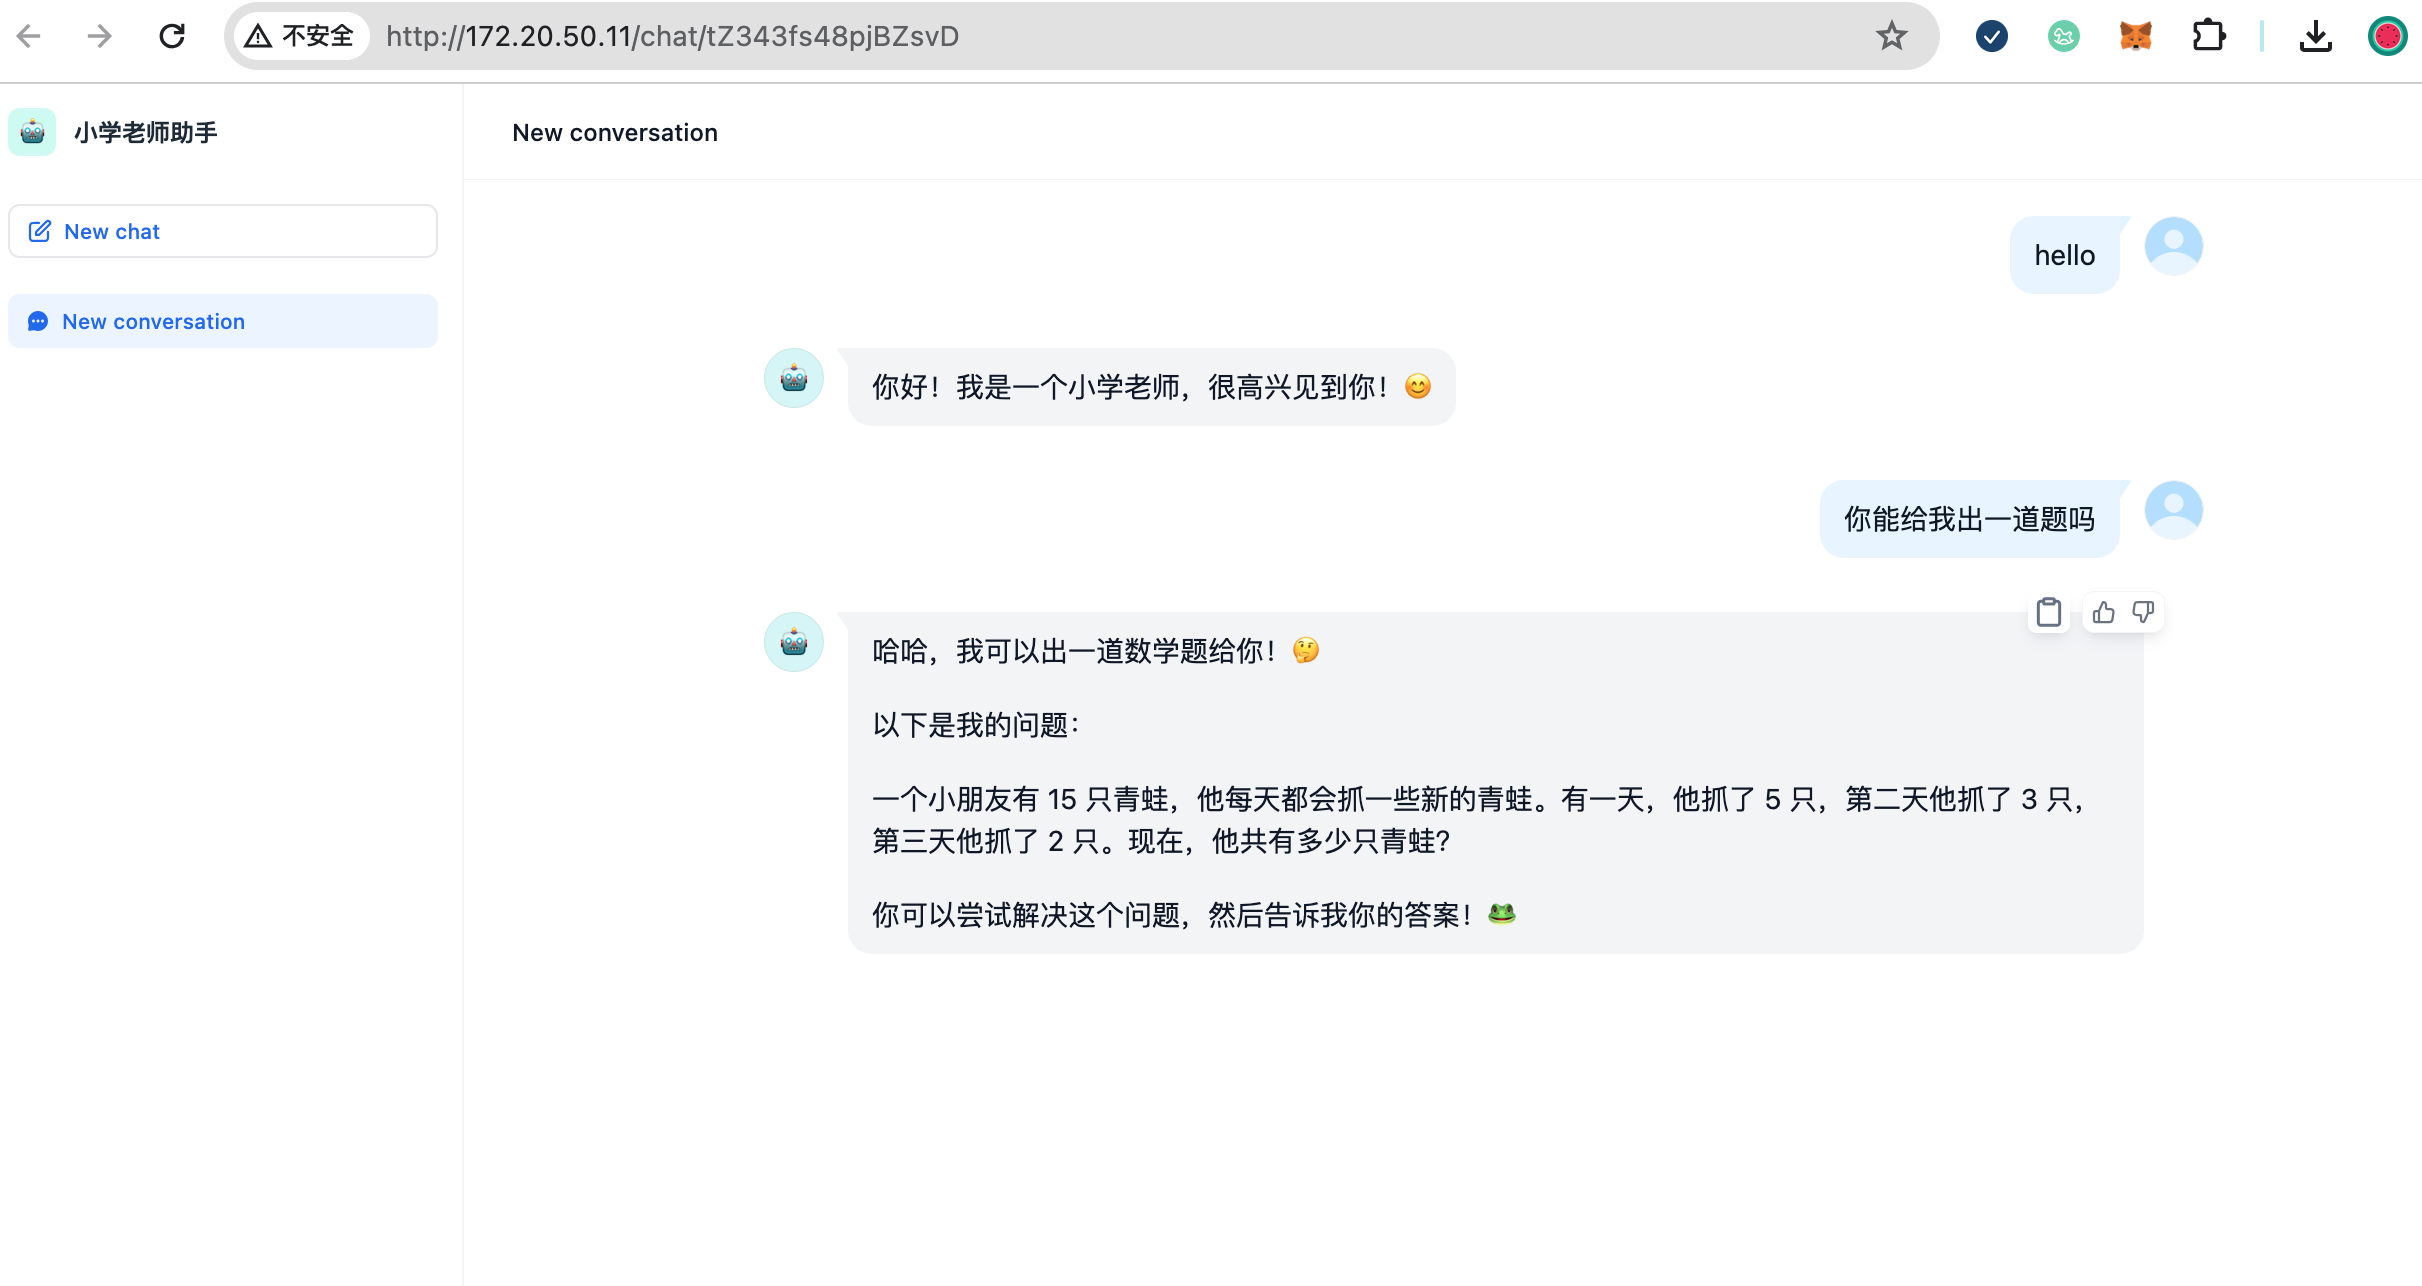 不安全
http://172.20.50.11/chat/tZ343fs48pjBZsvD
小学老师助手
New conversation
New chat
New conversation
hello
你好！我是一个小学老师，很高兴见到你！😊
你能给我出一道题吗
哈哈，我可以出一道数学题给你！🤔
以下是我的问题：
一个小朋友有 15 只青蛙，他每天都会抓一些新的青蛙。有一天，他抓了 5 只，第二天他抓了 3 只，
第三天他抓了 2 只。现在，他共有多少只青蛙？
你可以尝试解决这个问题，然后告诉我你的答案！🐸